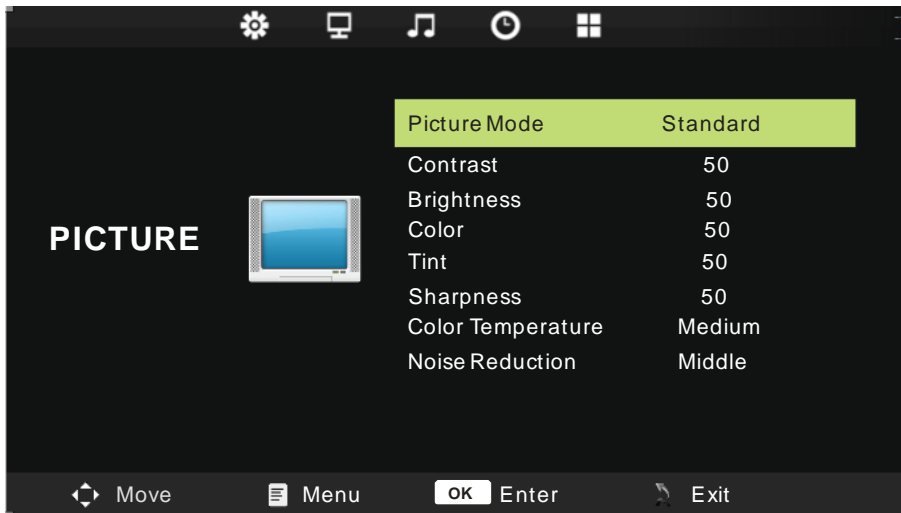 Picture Mode Standard
Contrast 50
Brightness 50
PICTURE
Color 50
Tint 50
Sharpness 50
Color Temperature Medium
Noise Reduction Middle
Move Menu OK Enter Exit